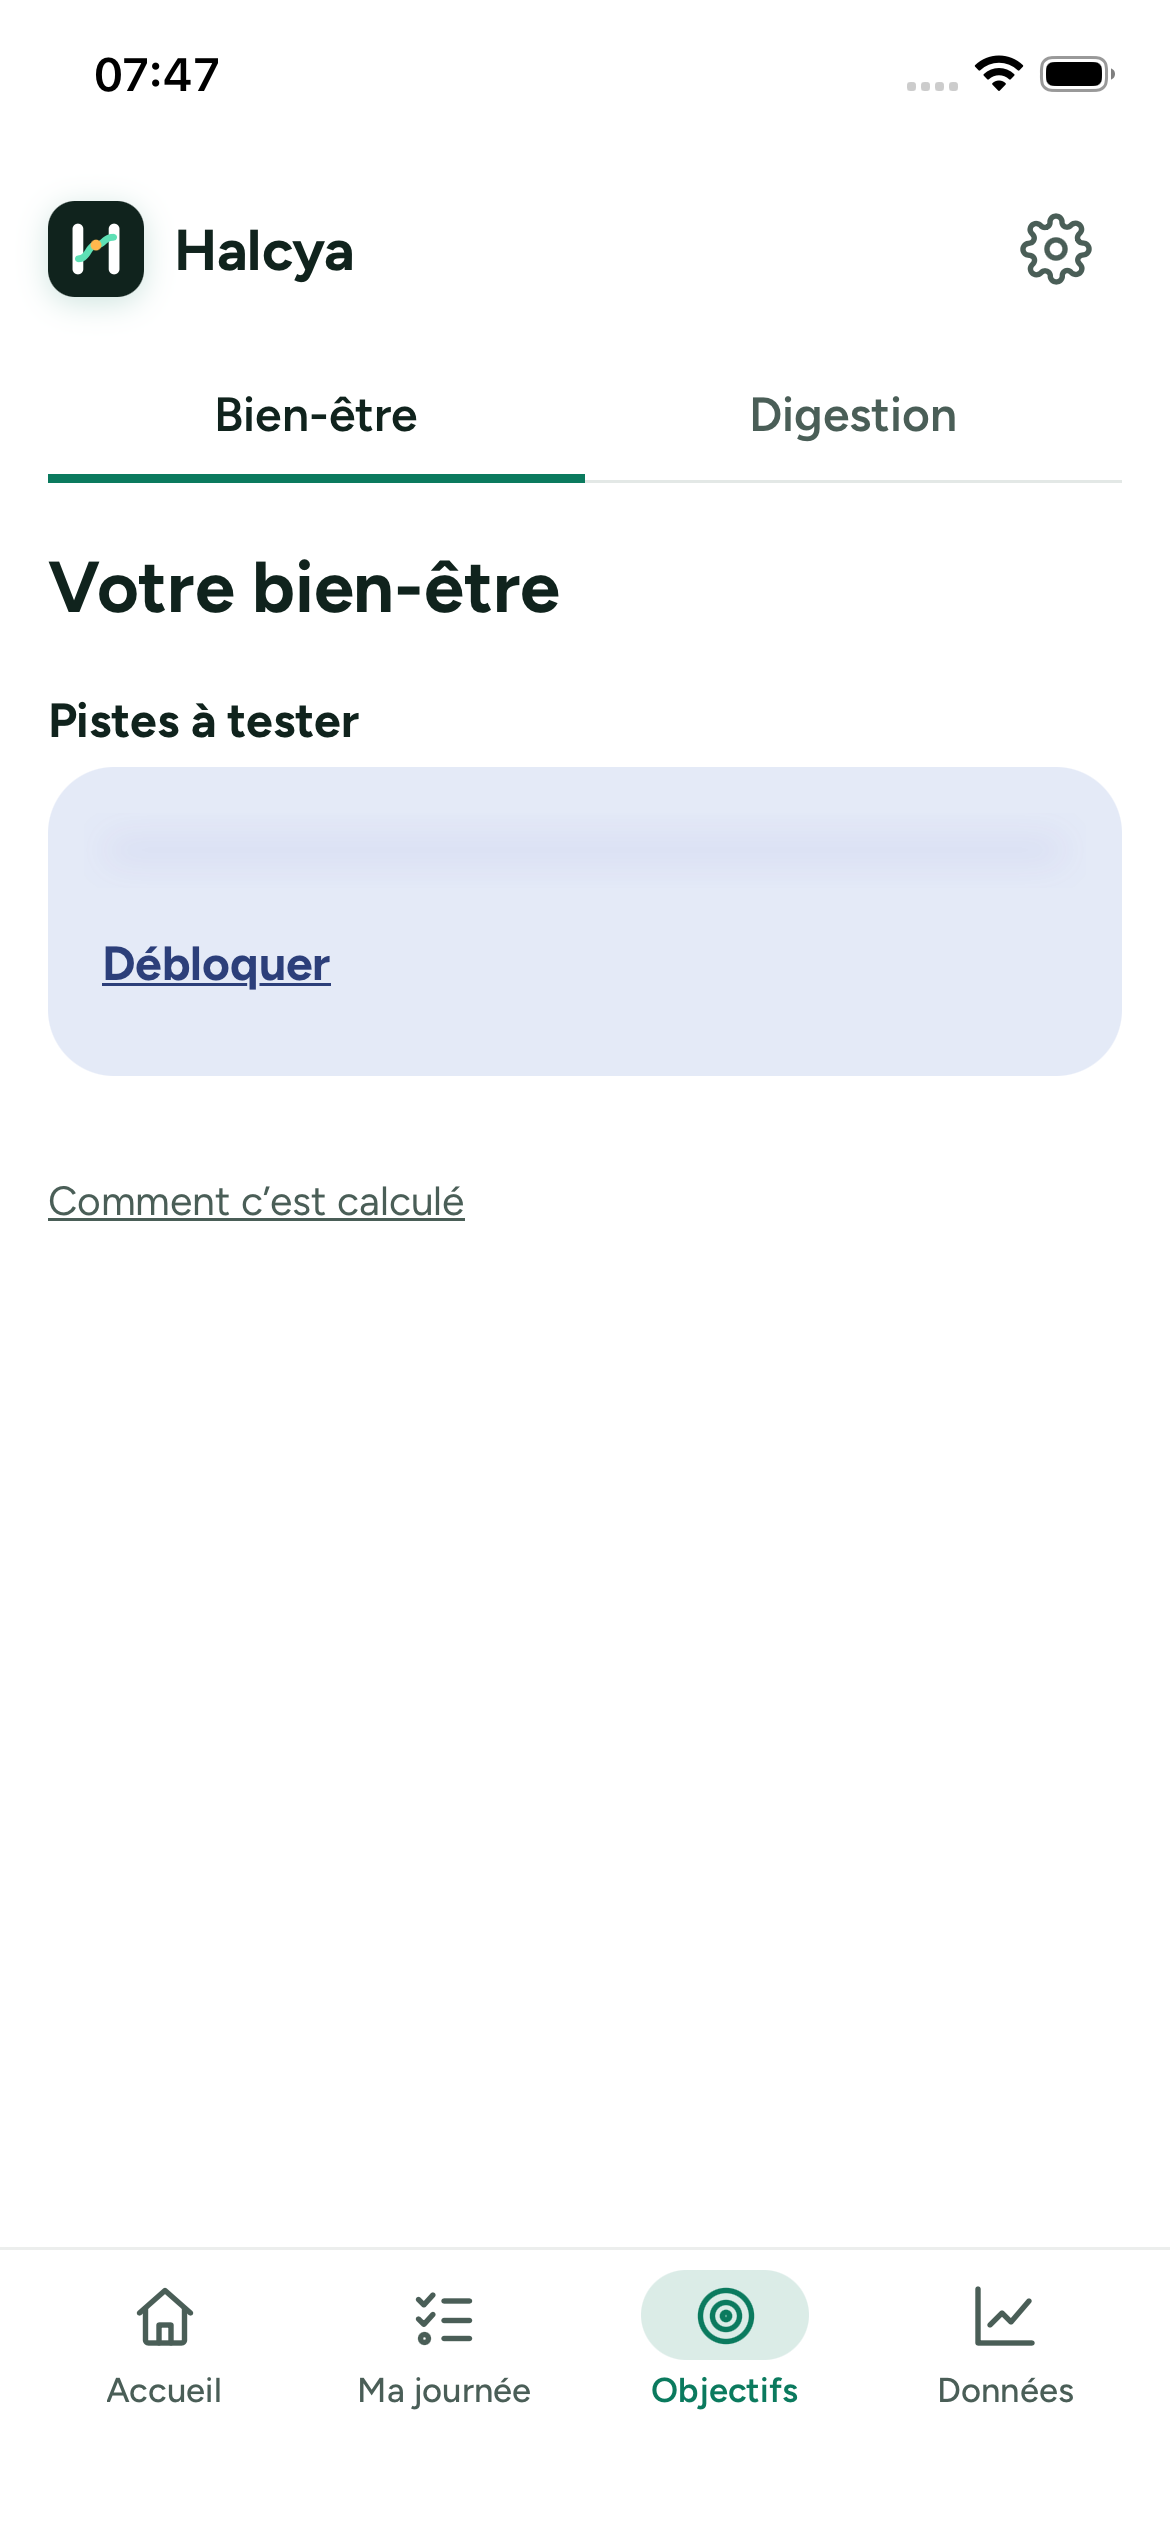 07:47
Halcya
Bien-être
Digestion
Votre bien-être
Pistes à tester
Débloquer
Comment c’est calculé
Accueil
Ma journée
Objectifs
Données